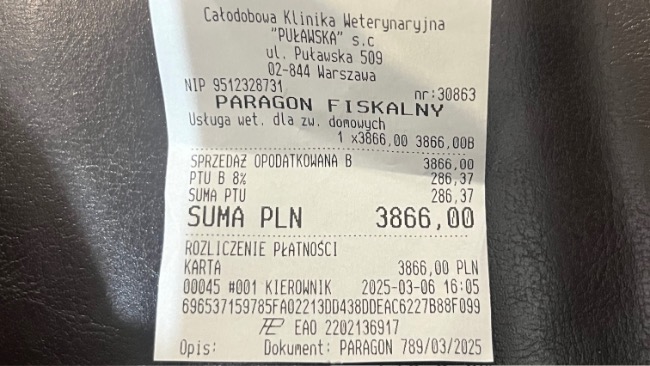 Całodobowa Klinika Weterynaryjna
"PUŁAWSKA" s.c
ul. Puławska 509
02-844 Warszawa
NIP 9512328731 nr:30863
PARAGON FISKALNY
Usługa wet. dla zw. domowych
1 x3866,00 3866,00B
SPRZEDAŻ OPODATKOWANA B 3866,00
PTU B 8% 286,37
SUMA PTU 286,37
SUMA PLN 3866,00
ROZLICZENIE PŁATNOŚCI
KARTA 3866,00 PLN
00045 #001 KIEROWNIK 2025-03-06 16:05
696537159785FA02213DD438DDEAC6227B88F099
EAO 2202136917
Opis: Dokument: PARAGON 789/03/2025